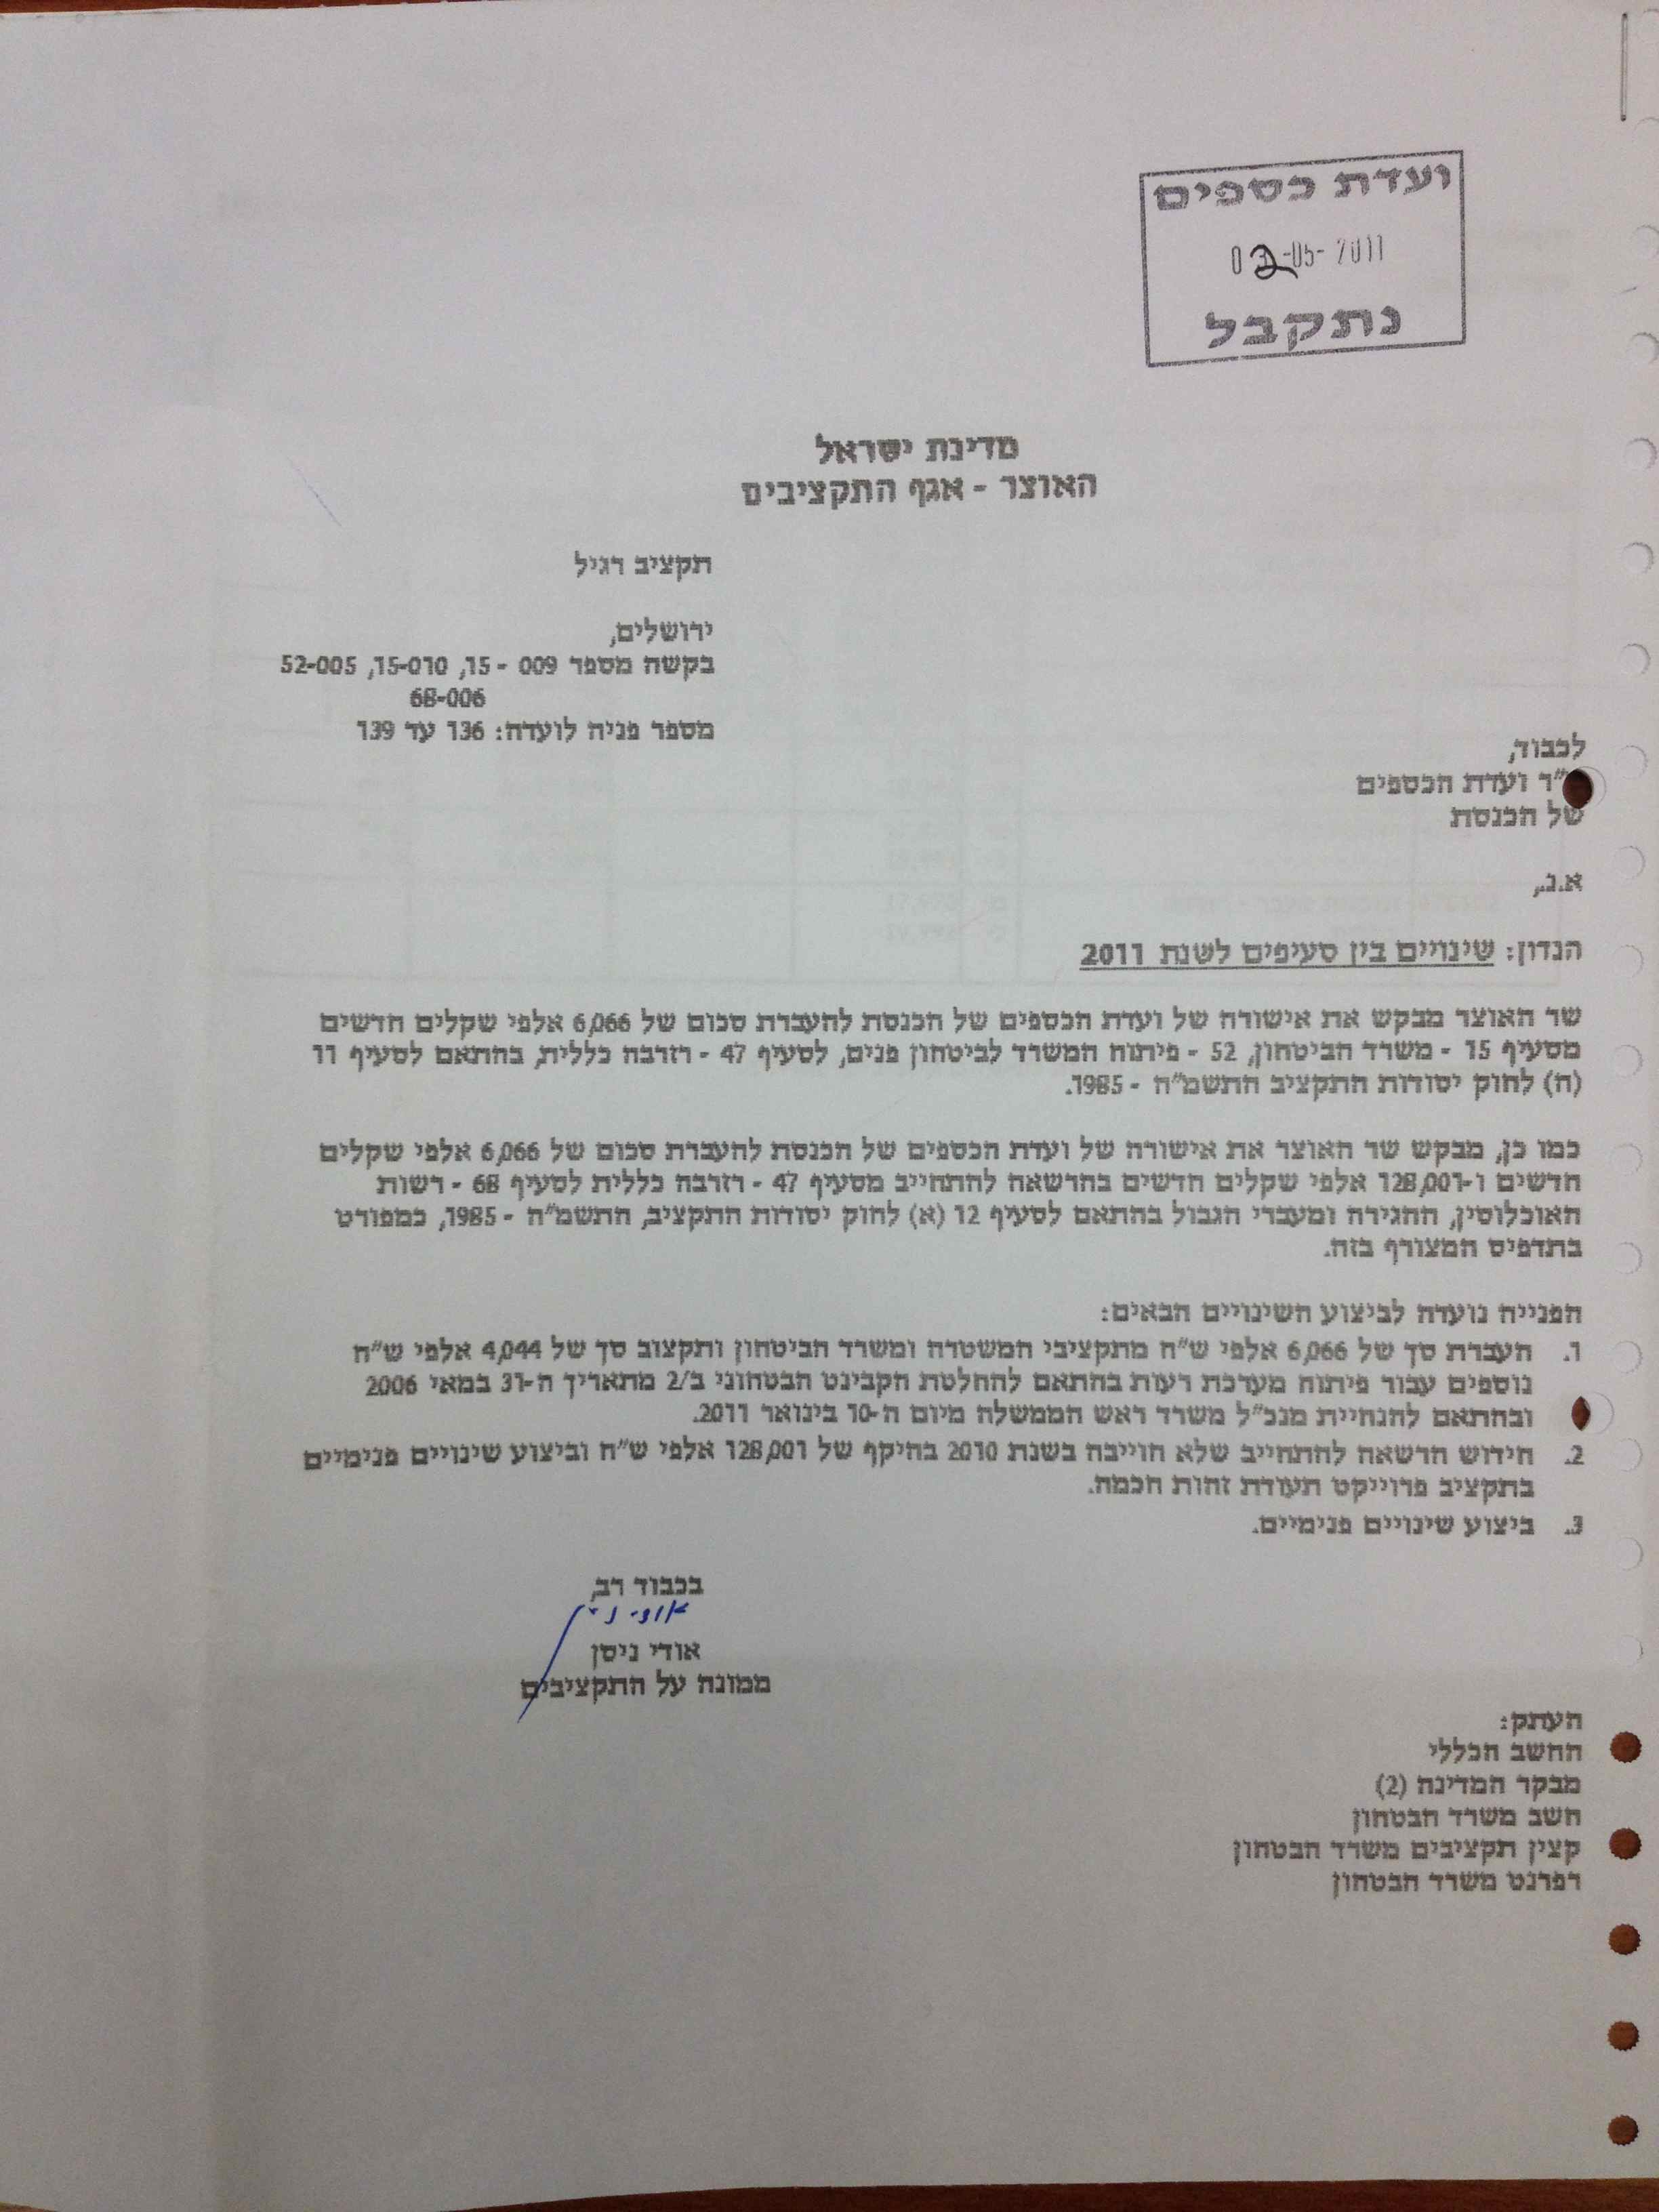 ועדת כספים
-05- 2011
נתקבל
מדינת ישראל
האוצר - אגף התקציבים
תקציב רגיל
ירושלים,
בקשה מספר 009 - 15, 15-010, 52-005
68-006
מספר פניה לועדה: 136 עד 139
לכבוד,
ועדת הכספים
של הכנסת
א.נ.,
הנדון: שינויים בין סעיפים לשנת 2011
שר האוצר מבקש את אישורה של ועדת הכספים של הכנסת להעברת סכום של 6,066 אלפי שקלים חדשים
מסעיף 15 - משרד הביטחון, 52 - פיתוח המשרד לביטחון פנים, לסעיף 47 - רזרבה כללית, בהתאם לסעיף 11
(ה) לחוק יסודות התקציב התשמ"ה - 1985.
כמו כן, מבקש שר האוצר את אישורה של ועדת הכספים של הכנסת להעברת סכום של 6,066 אלפי שקלים
חדשים ו-128,001 אלפי שקלים חדשים בהרשאה להתחייב מסעיף 47 - רזרבה כללית לסעיף 68 - רשות
האוכלוסין, ההגירה ומעברי הגבול בהתאם לסעיף 12 (א) לחוק יסודות התקציב, התשמ"ה - 1985, כמפורט
בתדפיס המצורף בזה.
הפנייה נועדה לביצוע השינויים הבאים:
1. העברת סך של 6,066 אלפי ש"ח מתקציבי המשטרה ומשרד הביטחון ותקצוב סך של 4,044 אלפי ש"ח
נוספים עבור פיתוח מערכת רעות בהתאם להחלטת הקבינט הבטחוני ב/2 מתאריך ה-31 במאי 2006
ובהתאם להנחיית מנכ"ל משרד ראש הממשלה מיום ה-10 בינואר 2011.
2. חידוש הרשאה להתחייב שלא חוייבה בשנת 2010 בהיקף של 128,001 אלפי ש"ח וביצוע שינויים פנימיים
בתקציב פרוייקט תעודת זהות חכמה.
3. ביצוע שינויים פנימיים.
בכבוד רב,
אודי ניסן
ממונה על התקציבים
העתק:
החשב הכללי
מבקר המדינה (2)
חשב משרד הבטחון
קצין תקציבים משרד הבטחון
רפרנט משרד הבטחון